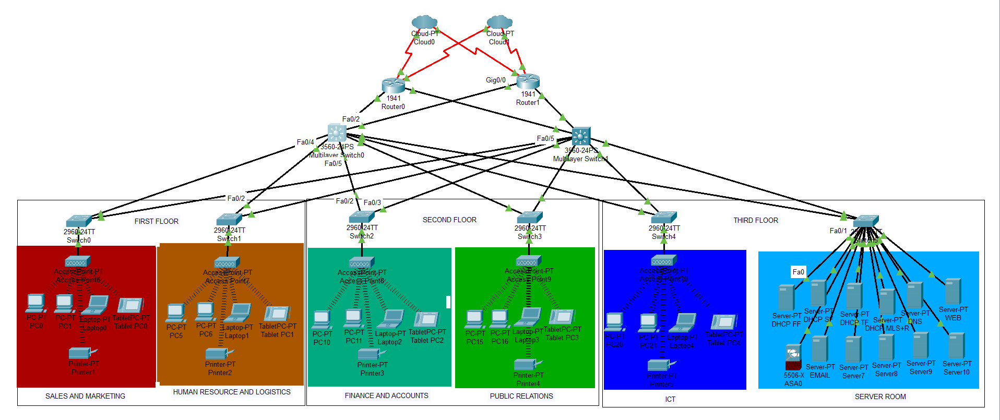 Cloud-PT
Cloud0
Cloud-PT
Cloud1
Gig0/0
1941
Router0
1941
Router1
Fa0/2
Fa0/4
3560-24PS
Multilayer Switch0
Fa0/5
Fa0/5
3560-24PS
Multilayer Switch1
Fa0/2
Fa0/2
Fa0/3
FIRST FLOOR
SECOND FLOOR
THIRD FLOOR
2960-24TT
Switch0
2960-24TT
Switch1
2960-24TT
Switch2
2960-24TT
Switch3
2960-24TT
Switch4
Fa0/1
Switch5
Fa0
AccessPoint-PT
Access Point6
AccessPoint-PT
Access Point7
AccessPoint-PT
Access Point8
AccessPoint-PT
Access Point9
AccessPoint-PT
PC-PT
PC0
PC-PT
PC1
Laptop-PT
Laptop0
TabletPC-PT
Tablet PC0
Printer-PT
Printer1
PC-PT
PC5
PC-PT
PC6
Laptop-PT
Laptop1
TabletPC-PT
Tablet PC1
Printer-PT
Printer2
PC-PT
PC10
PC-PT
PC11
Laptop-PT
Laptop2
TabletPC-PT
Tablet PC2
Printer-PT
Printer3
PC-PT
PC15
PC-PT
PC16
Laptop-PT
Laptop3
TabletPC-PT
Tablet PC3
Printer-PT
Printer4
PC-PT
PC20
PC-PT
PC21
Laptop-PT
Laptop4
TabletPC-PT
Tablet PC4
Printer-PT
Printer5
Server-PT
DHCP FF
Server-PT
DHCP SF
Server-PT
DHCP TF
Server-PT
DHCP MLS+R
Server-PT
DNS
Server-PT
WEB
5506-X
ASA0
Server-PT
EMAIL
Server-PT
Server7
Server-PT
Server8
Server-PT
Server9
Server-PT
Server10
SALES AND MARKETING
HUMAN RESOURCE AND LOGISTICS
FINANCE AND ACCOUNTS
PUBLIC RELATIONS
ICT
SERVER ROOM